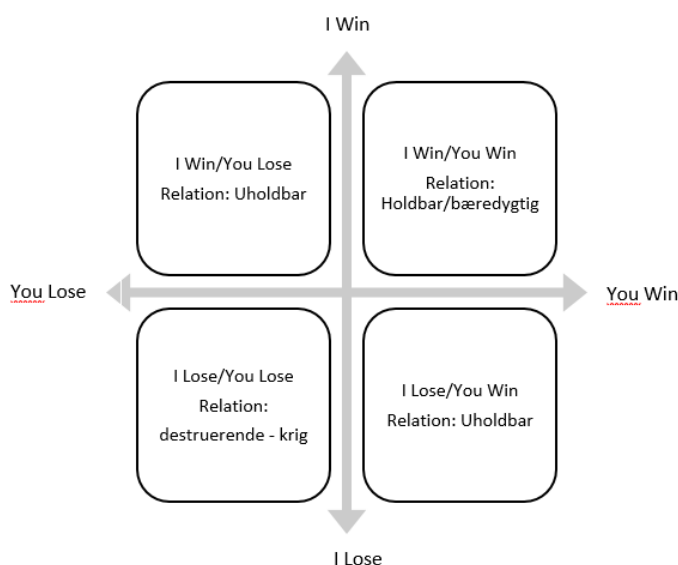 I Win
I Win/You Lose
Relation: Uholdbar
I Win/You Win
Relation:
Holdbar/bæredygtig
You Lose
You Win
I Lose/You Lose
Relation:
destruerende - krig
I Lose/You Win
Relation: Uholdbar
I Lose